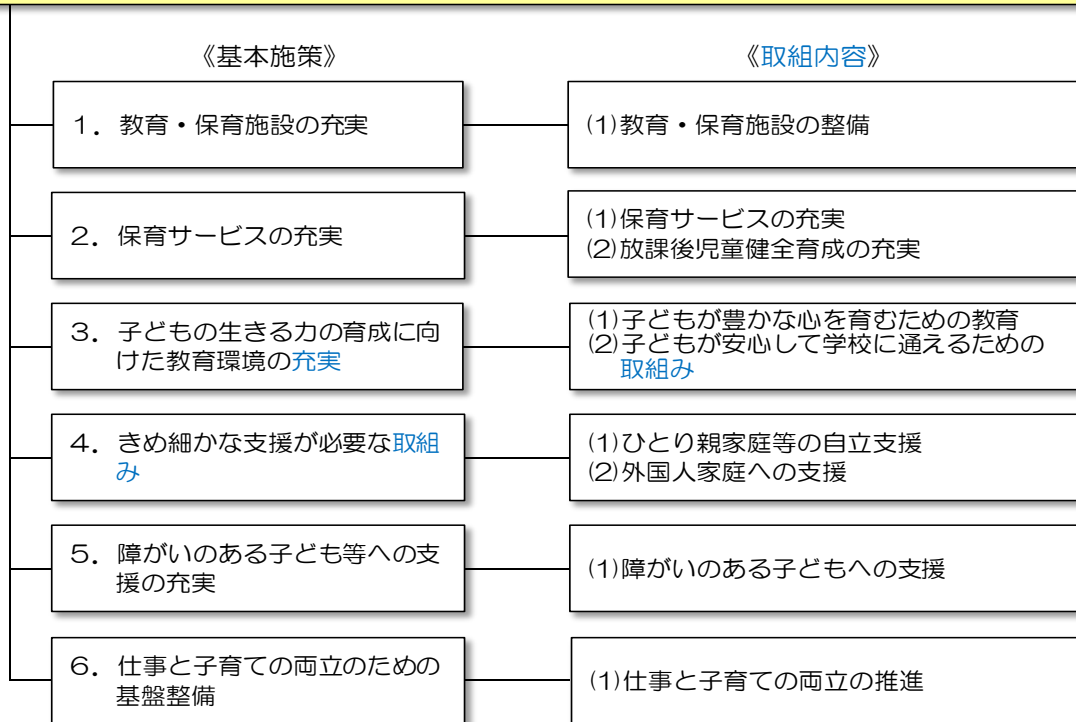 《基本施策》
《取組内容》
1．教育・保育施設の充実
(1)教育・保育施設の整備
2．保育サービスの充実
(1)保育サービスの充実
(2)放課後児童健全育成の充実
3．子どもの生きる力の育成に向
けた教育環境の充実
(1)子どもが豊かな心を育むための教育
(2)子どもが安心して学校に通えるための
取組み
4．きめ細かな支援が必要な取組
み
(1)ひとり親家庭等の自立支援
(2)外国人家庭への支援
5．障がいのある子ども等への支
援の充実
(1)障がいのある子どもへの支援
6．仕事と子育ての両立のための
基盤整備
(1)仕事と子育ての両立の推進